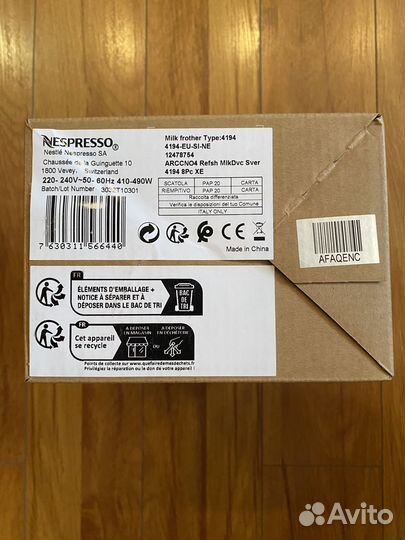 NESPRESSO®
Nestlé Nespresso SA
Chaussée de la Guinguette 10
1800 Vevey Switzerland
220- 240V~50- 60Hz 410-490W
Batch/Lot Number
7 630311 566440
Milk frother Type:4194
4194-EU-SI-NE
12478754
ARCCNO4 Refsh MlkDvc Sver
4194 8Pc XE
SCATOLA PAP 20 CARTA
RIEMPITIVO PAP 20 CARTA
Raccolta differenziata
Verifica le disposizioni del tuo Comune
ITALY ONLY
CE
Made in China
AFAQENC
FR
ÉLÉMENTS D'EMBALLAGE +
NOTICE À SÉPARER ET À
DÉPOSER DANS LE BAC DE TRI
BAC
DE
TRI
FR
Cet appareil
se recycle
À DÉPOSER
EN MAGASIN
À DÉPOSER
EN DÉCHÈTERIE
OU
Points de collecte sur www.quefairedemesdechets.fr
Privilégiez la réparation ou le don de votre appareil !
Avito